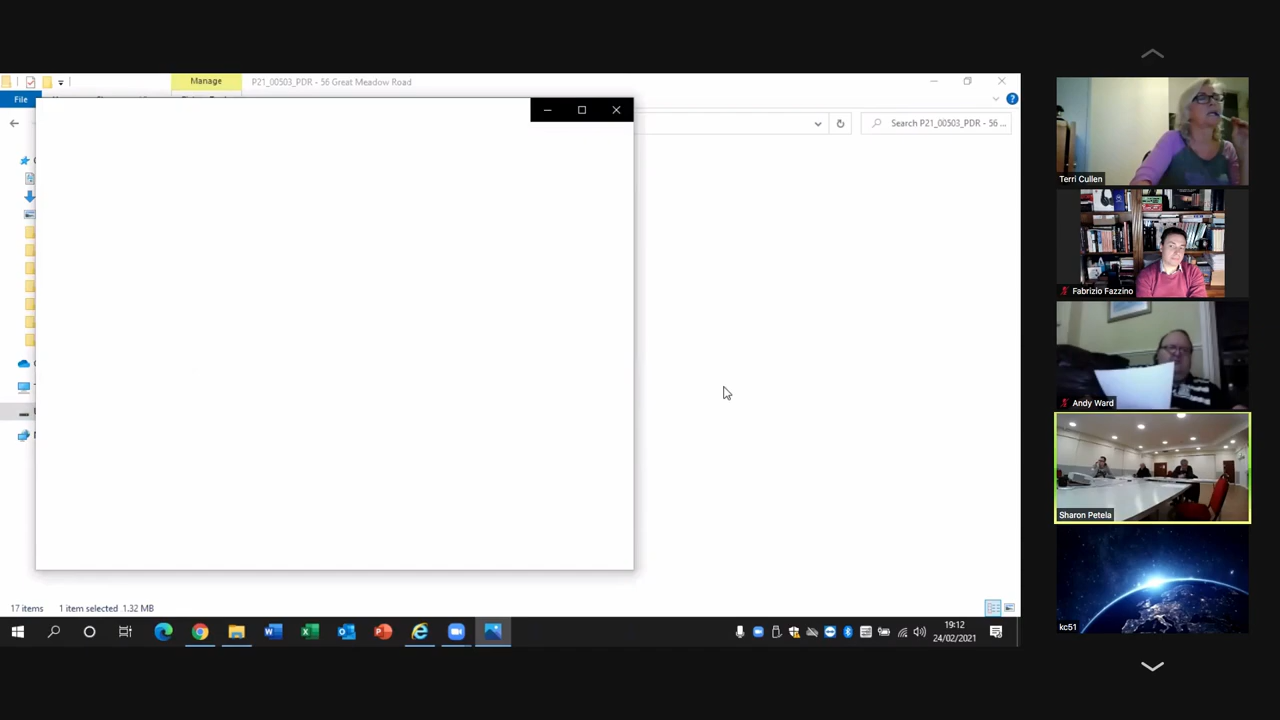 Manage
P21_00503_PDR - 56 Great Meadow Road
File
Search P21_00503_PDR - 56 ...
17 items
1 item selected
1.32 MB
19:12
24/02/2021
Terri Cullen
Fabrizio Fazzino
Andy Ward
Sharon Petela
kc51